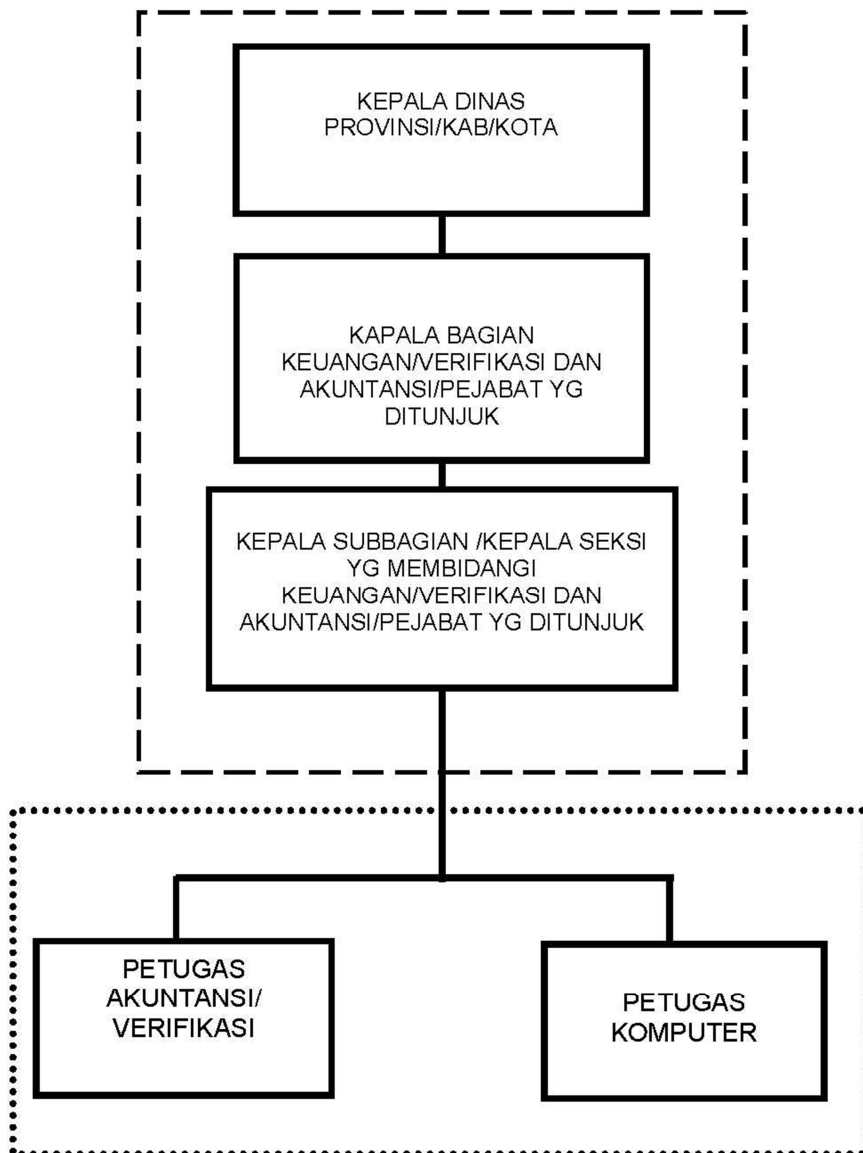 KEPALA DINAS
PROVINSI/KAB/KOTA
KAPALA BAGIAN
KEUANGAN/VERIFIKASI DAN
AKUNTANSI/PEJABAT YG
DITUNJUK
KEPALA SUBBAGIAN /KEPALA SEKSI
YG MEMBIDANGI
KEUANGAN/VERIFIKASI DAN
AKUNTANSI/PEJABAT YG DITUNJUK
PETUGAS
AKUNTANSI/
VERIFIKASI
PETUGAS
KOMPUTER